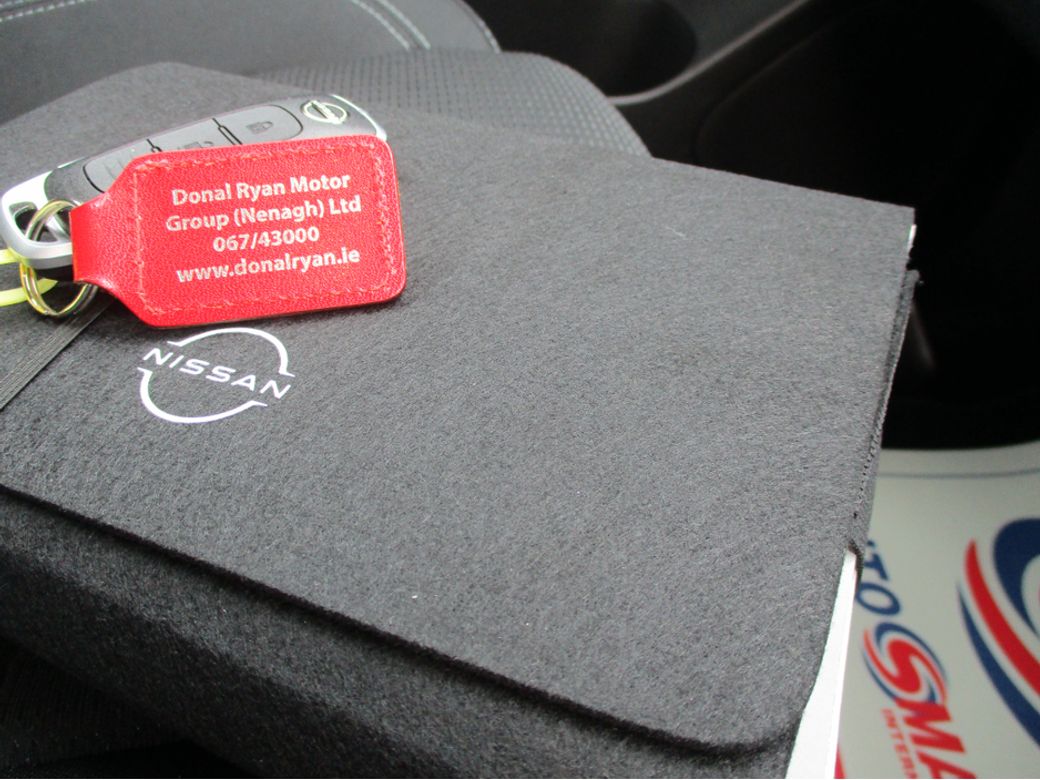 Donal Ryan Motor
Group (Nenagh) Ltd
067/43000
www.donalryan.ie
NISSAN